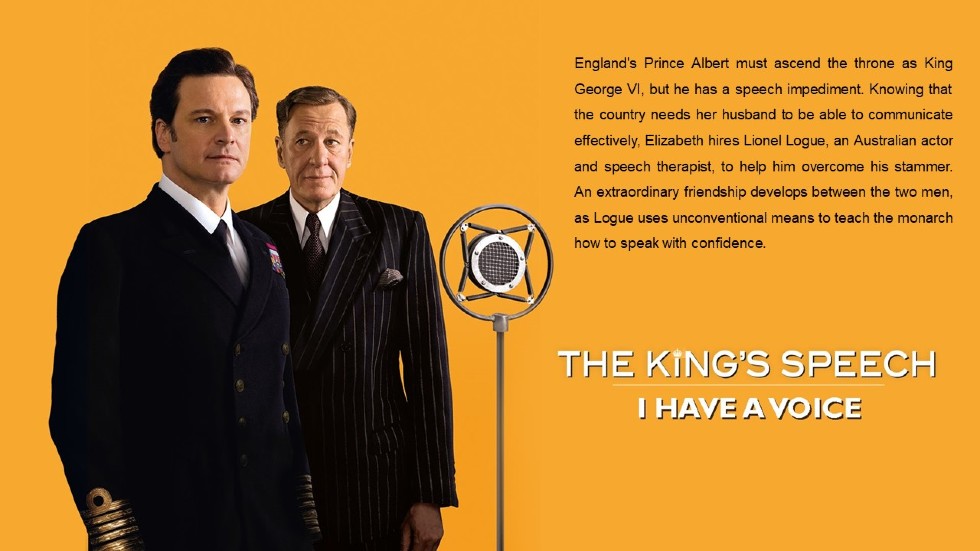 England's Prince Albert must ascend the throne as King
George VI, but he has a speech impediment. Knowing that
the country needs her husband to be able to communicate
effectively, Elizabeth hires Lionel Logue, an Australian actor
and speech therapist, to help him overcome his stammer.
An extraordinary friendship develops between the two men,
as Logue uses unconventional means to teach the monarch
how to speak with confidence.
THE KING'S SPEECH
I HAVE A VOICE